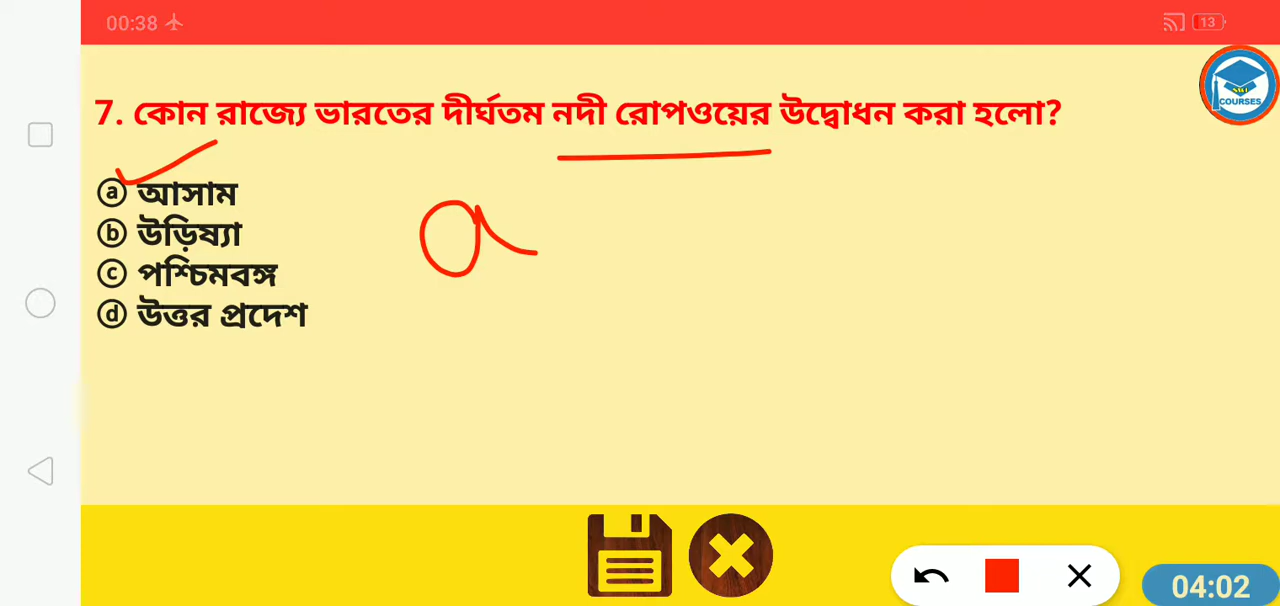 00:38
13
7. কোন রাজ্যে ভারতের দীর্ঘতম নদী রোপওয়ের উদ্বোধন করা হলো?
COURSES
ⓐ আসাম
ⓑ উড়িষ্যা
ⓒ পশ্চিমবঙ্গ
ⓓ উত্তর প্রদেশ
a
04:02